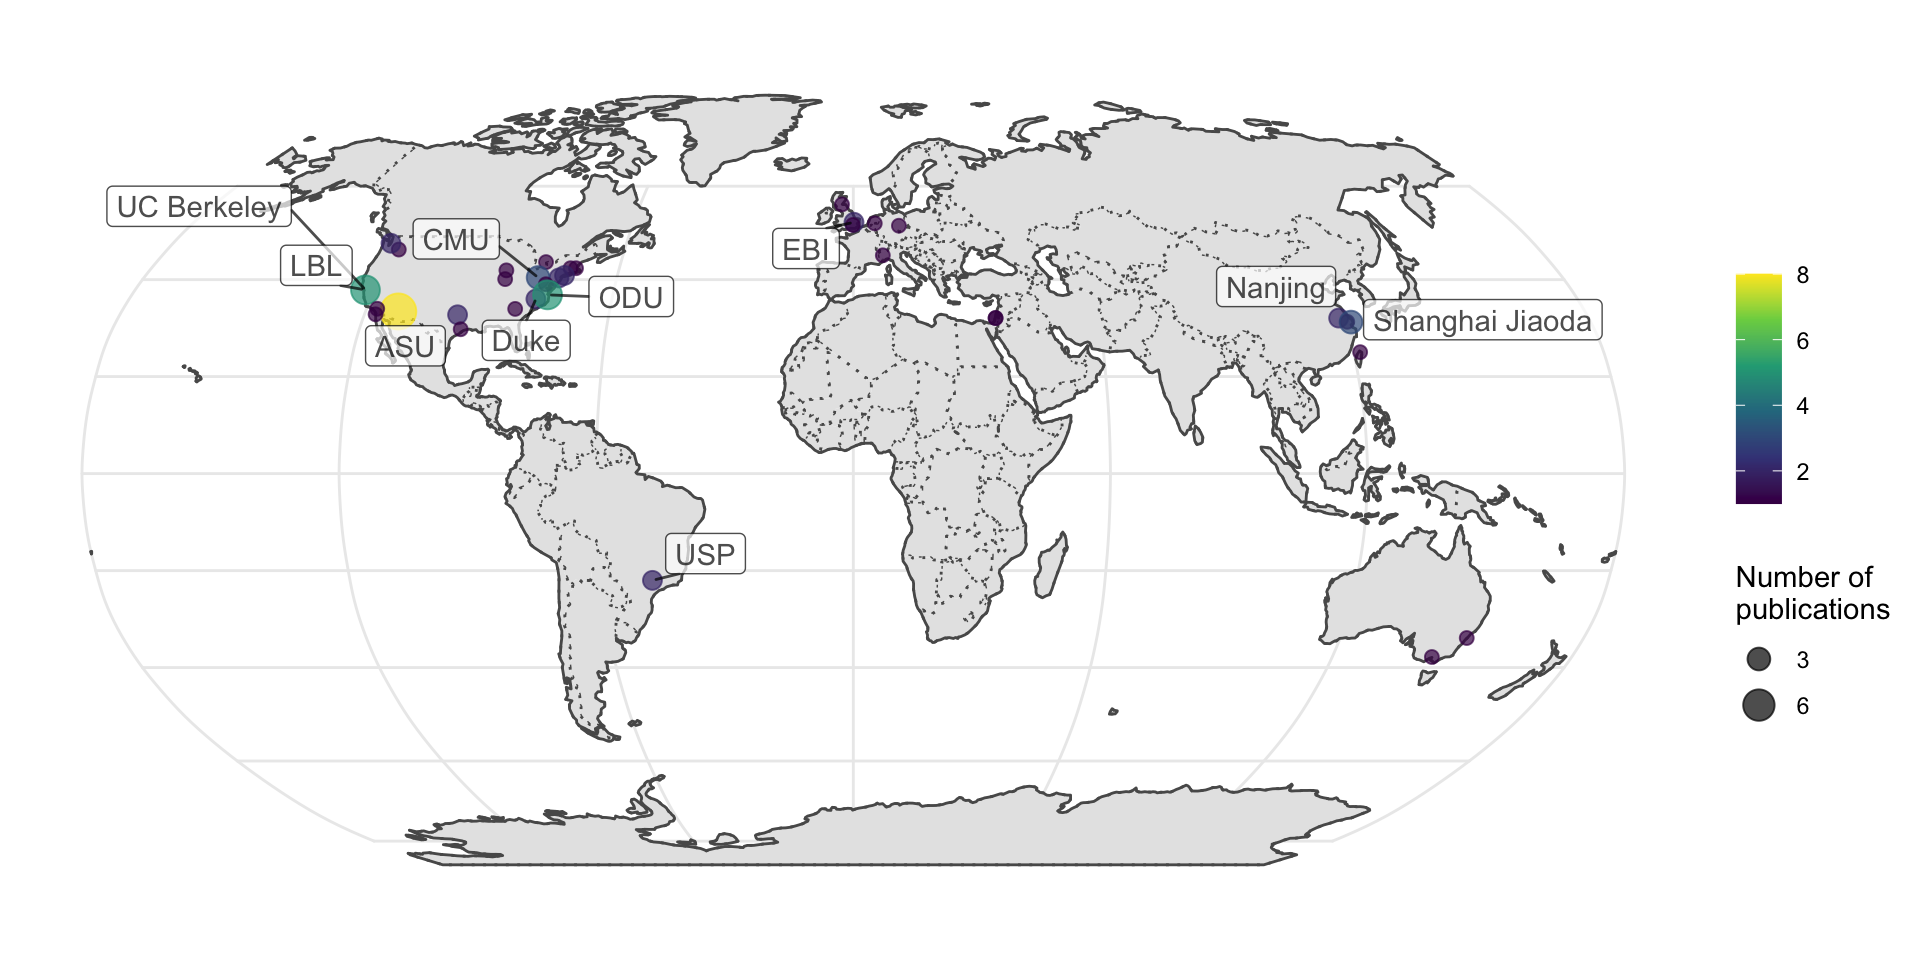 UC Berkeley
CMU
LBL
ODU
ASU
Duke
EBI
Nanjing
Shanghai Jiaoda
USP
8
6
4
2
Number of
publications
3
6